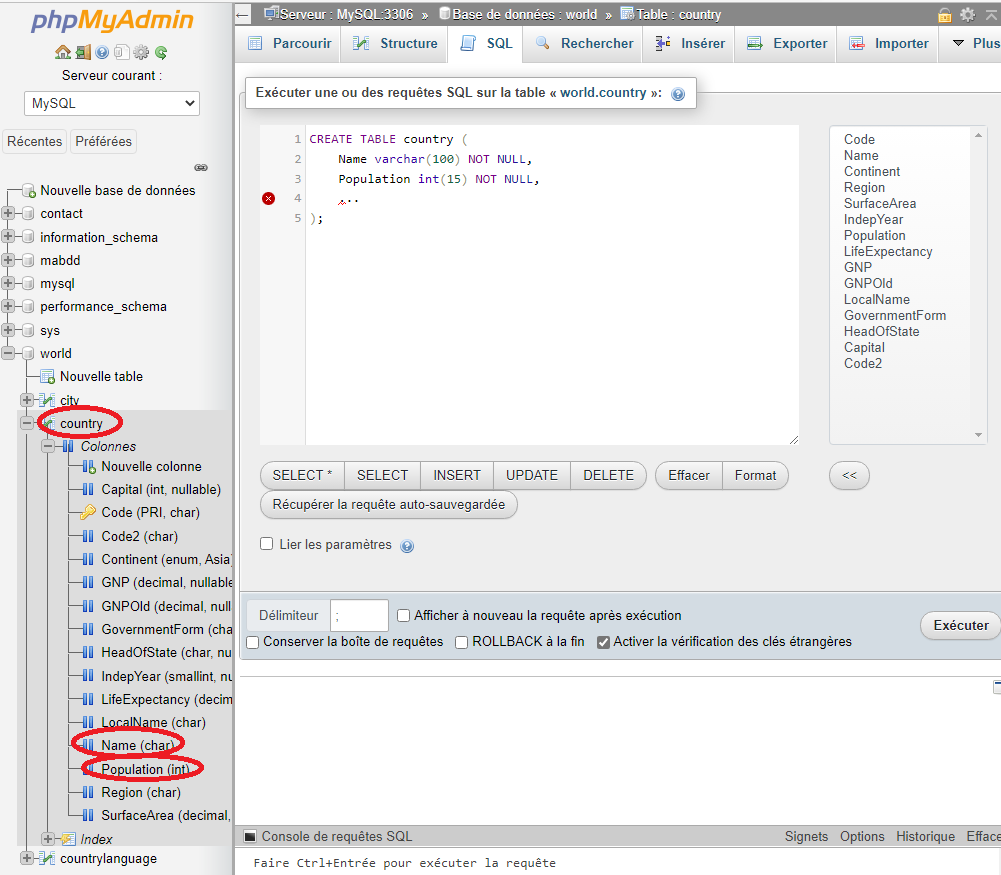 phpMyAdmin
Serveur courant :
MySQL
Récentes
Préférées
Nouvelle base de données
contact
information_schema
mabdd
mysql
performance_schema
sys
world
Nouvelle table
city
country
Colonnes
Nouvelle colonne
Capital (int, nullable)
Code (PRI, char)
Code2 (char)
Continent (enum, Asia
GNP (decimal, nullable
GNPOld (decimal, null
GovernmentForm (cha
HeadOfState (char, nu
IndepYear (smallint, nu
LifeExpectancy (decim
LocalName (char)
Name (char)
Population (int)
Region (char)
SurfaceArea (decimal,
Index
countrylanguage
Serveur : MySQL:3306 » Base de données : world » Table : country
Parcourir Structure SQL Rechercher Insérer Exporter Importer Plus
Exécuter une ou des requêtes SQL sur la table « world.country »:
1 CREATE TABLE country (
2 Name varchar(100) NOT NULL,
3 Population int(15) NOT NULL,
4 ...
5 );
Code
Name
Continent
Region
SurfaceArea
IndepYear
Population
LifeExpectancy
GNP
GNPOld
LocalName
GovernmentForm
HeadOfState
Capital
Code2
SELECT * SELECT INSERT UPDATE DELETE Effacer Format <<
Récupérer la requête auto-sauvegardée
Lier les paramètres
Délimiteur ; Afficher à nouveau la requête après exécution
Conserver la boîte de requêtes ROLLBACK à la fin Activer la vérification des clés étrangères
Exécuter
Console de requêtes SQL Signets Options Historique Efface
Faire Ctrl+Entrée pour exécuter la requête